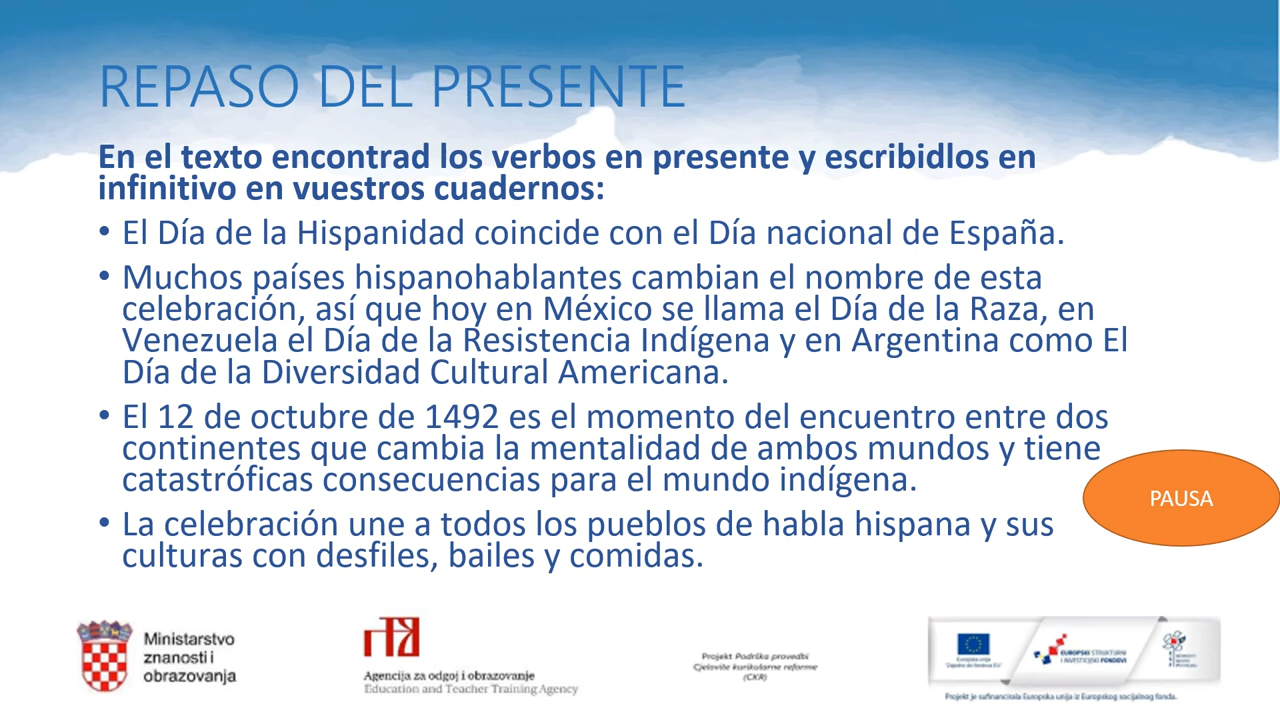 REPASO DEL PRESENTE
En el texto encontrad los verbos en presente y escribidlos en
infinitivo en vuestros cuadernos:
• El Día de la Hispanidad coincide con el Día nacional de España.
• Muchos países hispanohablantes cambian el nombre de esta
celebración, así que hoy en México se llama el Día de la Raza, en
Venezuela el Día de la Resistencia Indígena y en Argentina como El
Día de la Diversidad Cultural Americana.
• El 12 de octubre de 1492 es el momento del encuentro entre dos
continentes que cambia la mentalidad de ambos mundos y tiene
catastróficas consecuencias para el mundo indígena.
• La celebración une a todos los pueblos de habla hispana y sus
culturas con desfiles, bailes y comidas.
PAUSA
Ministarstvo
znanosti i
obrazovanja
Agencija za odgoj i obrazovanje
Education and Teacher Training Agency
Projekt Podrška provedbi
Cjelovite kurikularne reforme
(CKR)
Europska unija
EUROPSKI STRUKTURNI
I INVESTICIJSKI FONDOVI
Projekt je sufinancirala Europska unija iz Europskog socijalnog fonda.